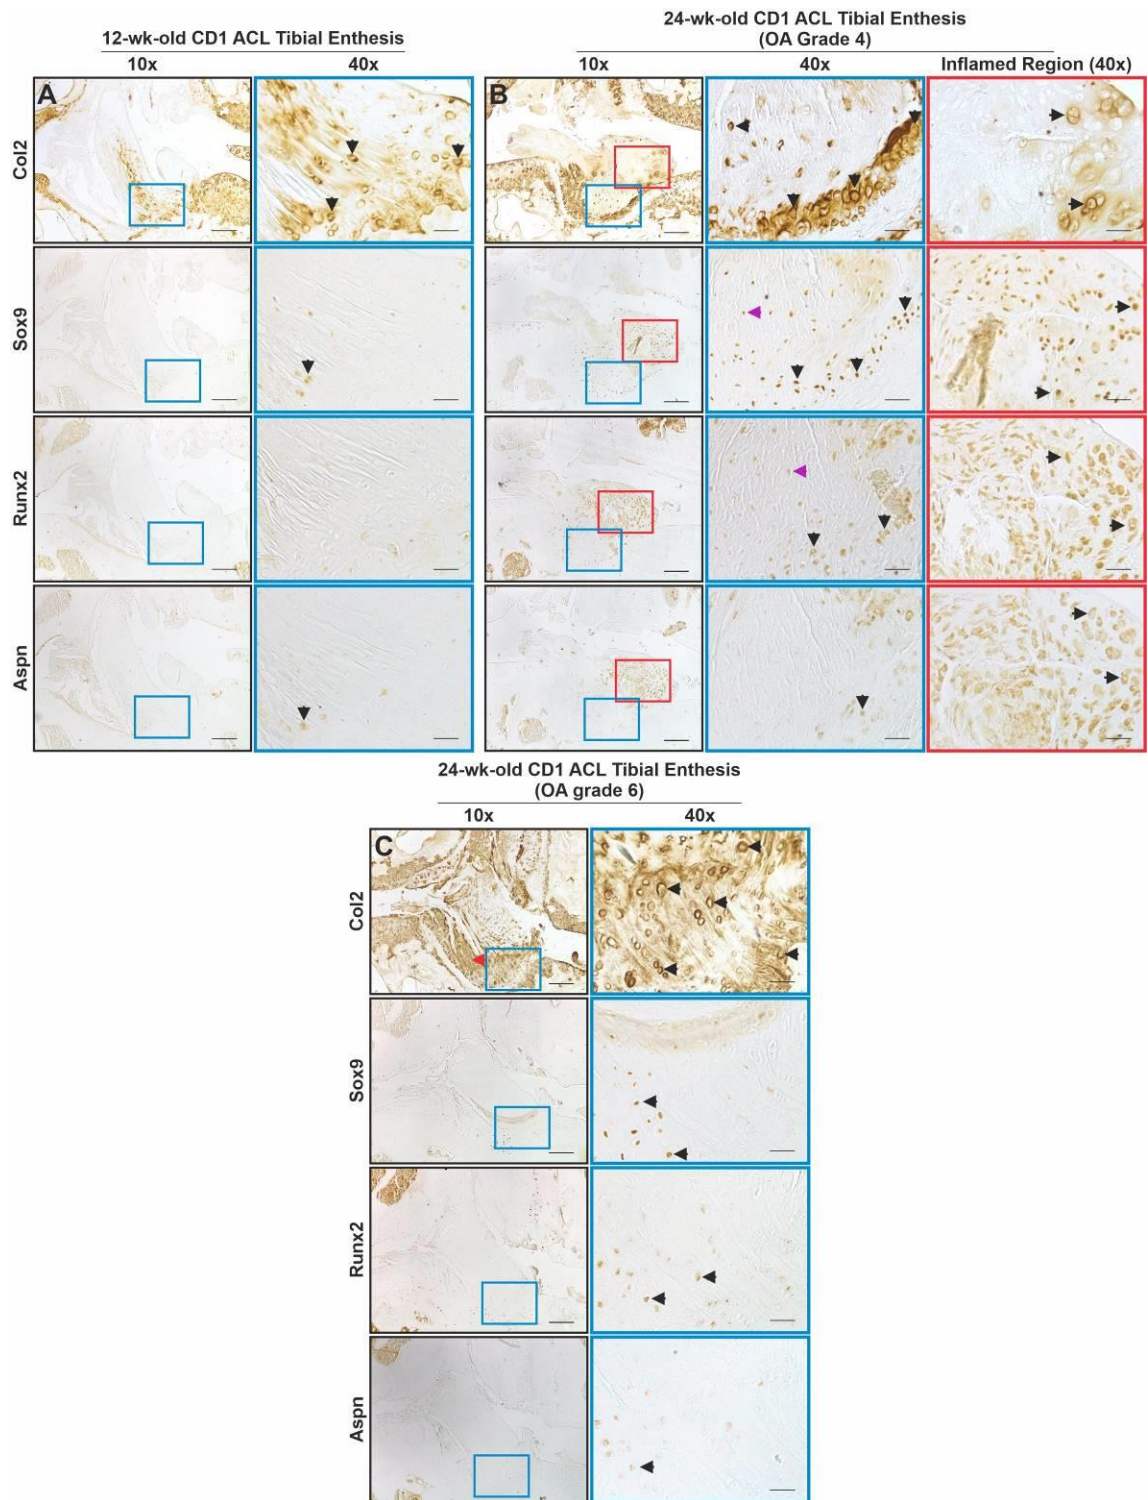 12-wk-old CD1 ACL Tibial Enthesis
10x 40x
24-wk-old CD1 ACL Tibial Enthesis
(OA Grade 4)
10x 40x Inflamed Region (40x)
A
B
Col2
Sox9
Runx2
Aspn
24-wk-old CD1 ACL Tibial Enthesis
(OA grade 6)
10x 40x
C
Col2
Sox9
Runx2
Aspn